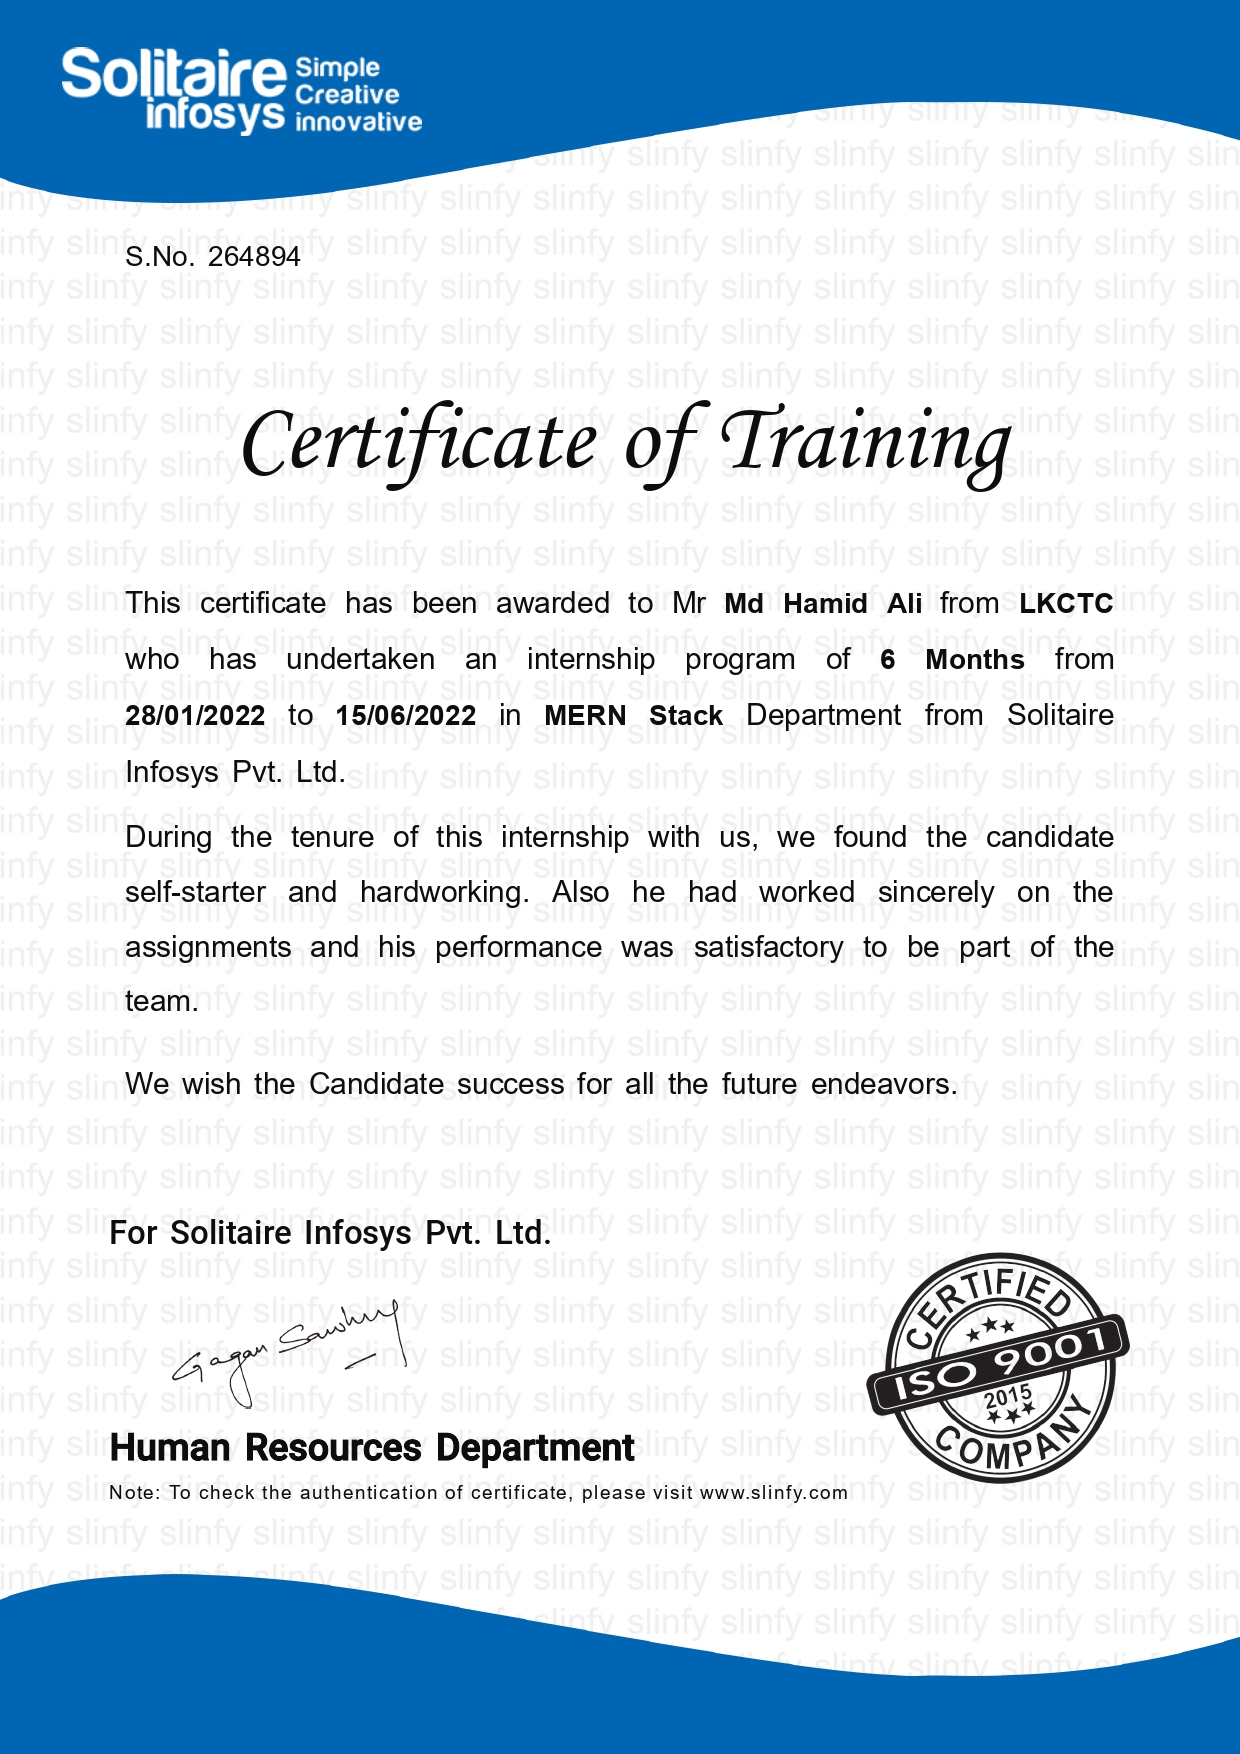 Solitaire
infosys
Simple
Creative
innovative
S.No. 264894
Certificate of Training
This certificate has been awarded to Mr Md Hamid Ali from LKCTC
who has undertaken an internship program of 6 Months from
28/01/2022 to 15/06/2022 in MERN Stack Department from Solitaire
Infosys Pvt. Ltd.
During the tenure of this internship with us, we found the candidate
self-starter and hardworking. Also he had worked sincerely on the
assignments and his performance was satisfactory to be part of the
team.
We wish the Candidate success for all the future endeavors.
For Solitaire Infosys Pvt. Ltd.
Gagan Sawhney
Human Resources Department
Note: To check the authentication of certificate, please visit www.slinfy.com
CERTIFIED
ISO 9001
2015
COMPANY